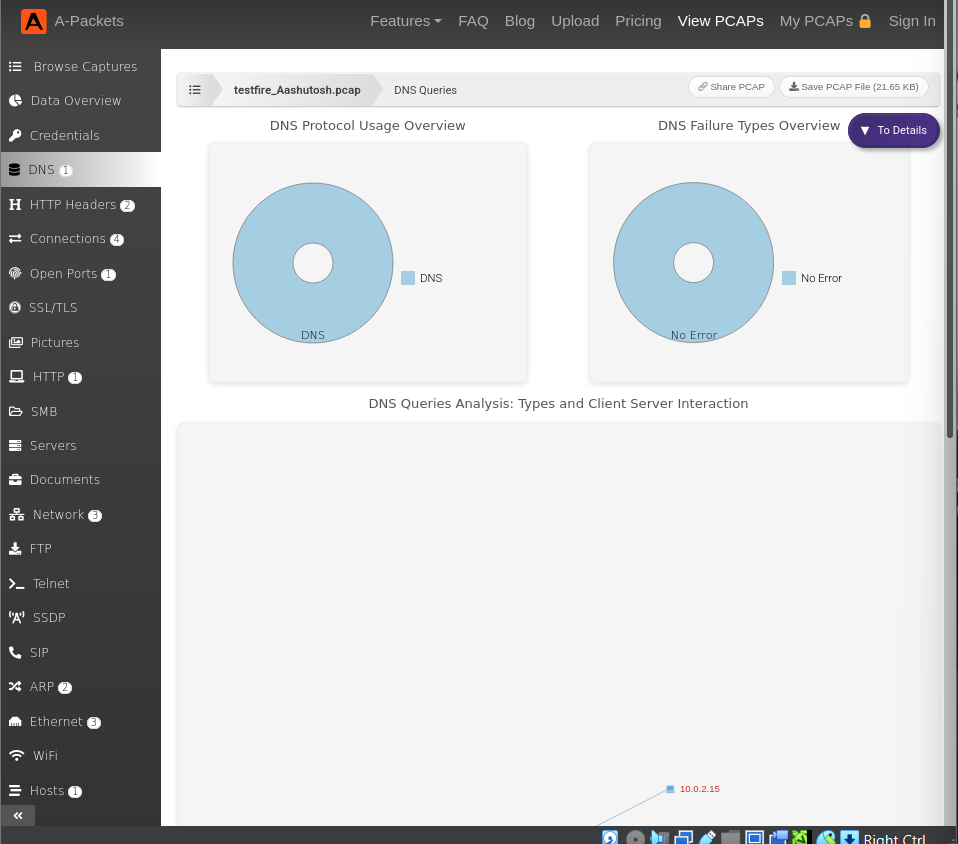 A-Packets
Features FAQ Blog Upload Pricing View PCAPs My PCAPs Sign In
Browse Captures
Data Overview
Credentials
DNS 1
HTTP Headers 2
Connections 4
Open Ports 1
SSL/TLS
Pictures
HTTP 1
SMB
Servers
Documents
Network 3
FTP
Telnet
SSDP
SIP
ARP 2
Ethernet 3
WiFi
Hosts 1
«
testfire_Aashutosh.pcap DNS Queries
Share PCAP Save PCAP File (21.65 KB)
DNS Protocol Usage Overview
DNS
DNS
DNS Failure Types Overview
▼ To Details
No Error
No Error
DNS Queries Analysis: Types and Client Server Interaction
10.0.2.15
Right Ctrl